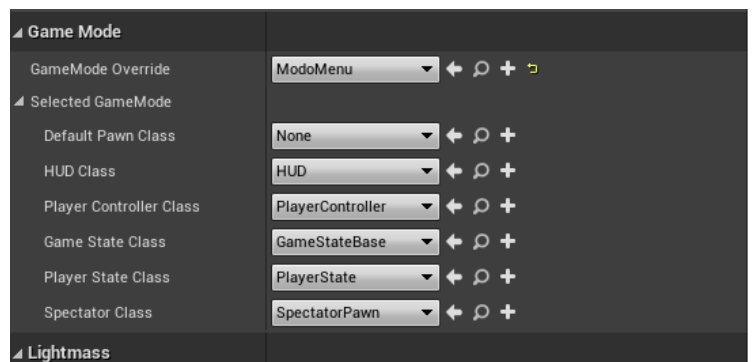 Game Mode
GameMode Override ModoMenu
Selected GameMode
Default Pawn Class None
HUD Class HUD
Player Controller Class PlayerController
Game State Class GameStateBase
Player State Class PlayerState
Spectator Class SpectatorPawn
Lightmass